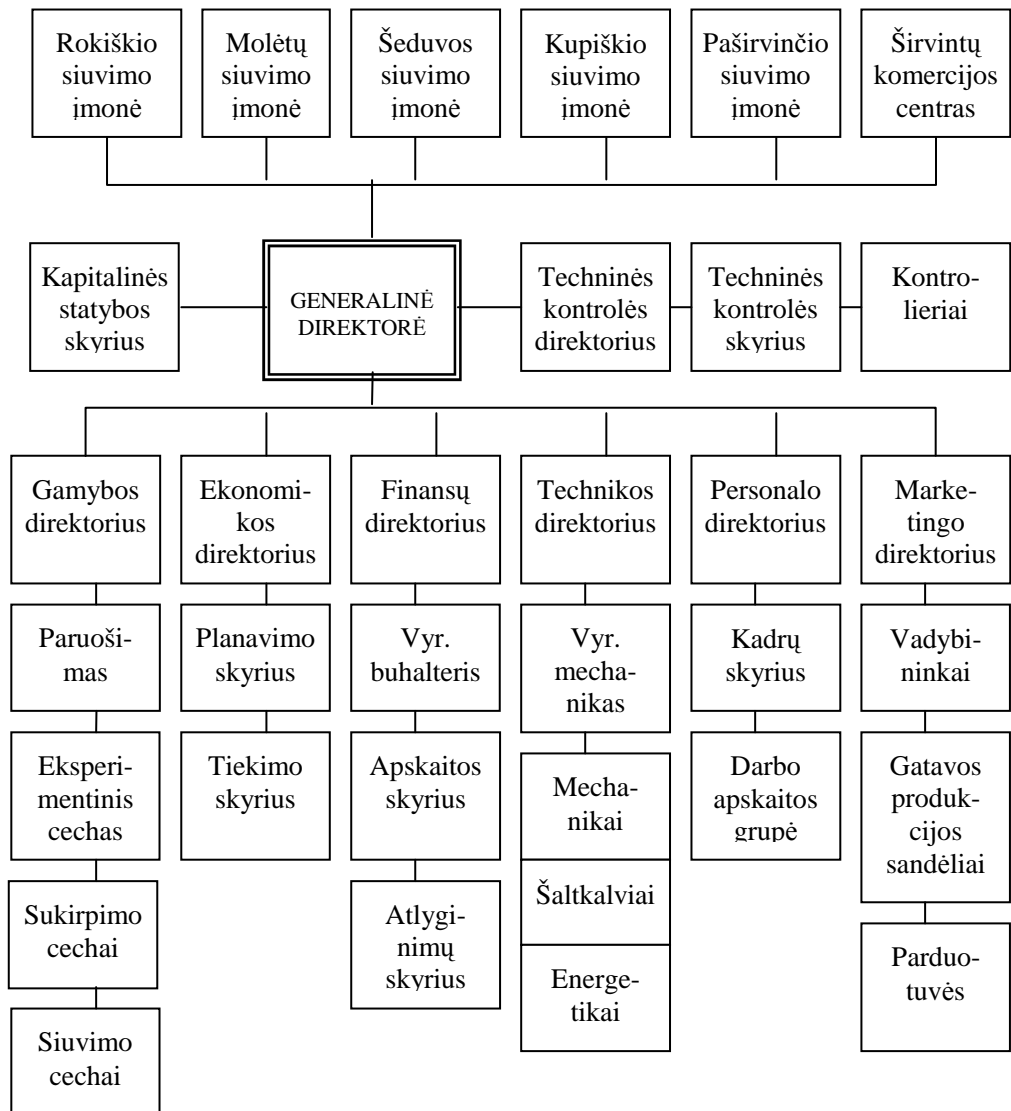 Rokiškio
siuvimo
įmonė
Molėtų
siuvimo
įmonė
Šeduvos
siuvimo
įmonė
Kupiškio
siuvimo
įmonė
Paširvinčio
siuvimo
įmonė
Širvintų
komercijos
centras
Kapitalinės
statybos
skyrius
GENERALINĖ
DIREKTORĖ
Techninės
kontrolės
direktorius
Techninės
kontrolės
skyrius
Kontro-
lieriai
Gamybos
direktorius
Ekonomi-
kos
direktorius
Finansų
direktorius
Technikos
direktorius
Personalo
direktorius
Marke-
tingo
direktorius
Paruoši-
mas
Planavimo
skyrius
Vyr.
buhalteris
Vyr.
mecha-
nikas
Kadrų
skyrius
Vadybi-
ninkai
Eksperi-
mentinis
cechas
Tiekimo
skyrius
Apskaitos
skyrius
Mecha-
nikai
Darbo
apskaitos
grupė
Gatavos
produk-
cijos
sandėliai
Sukirpimo
cechai
Atlygi-
nimų
skyrius
Šaltkalviai
Parduo-
tuvės
Siuvimo
cechai
Energe-
tikai